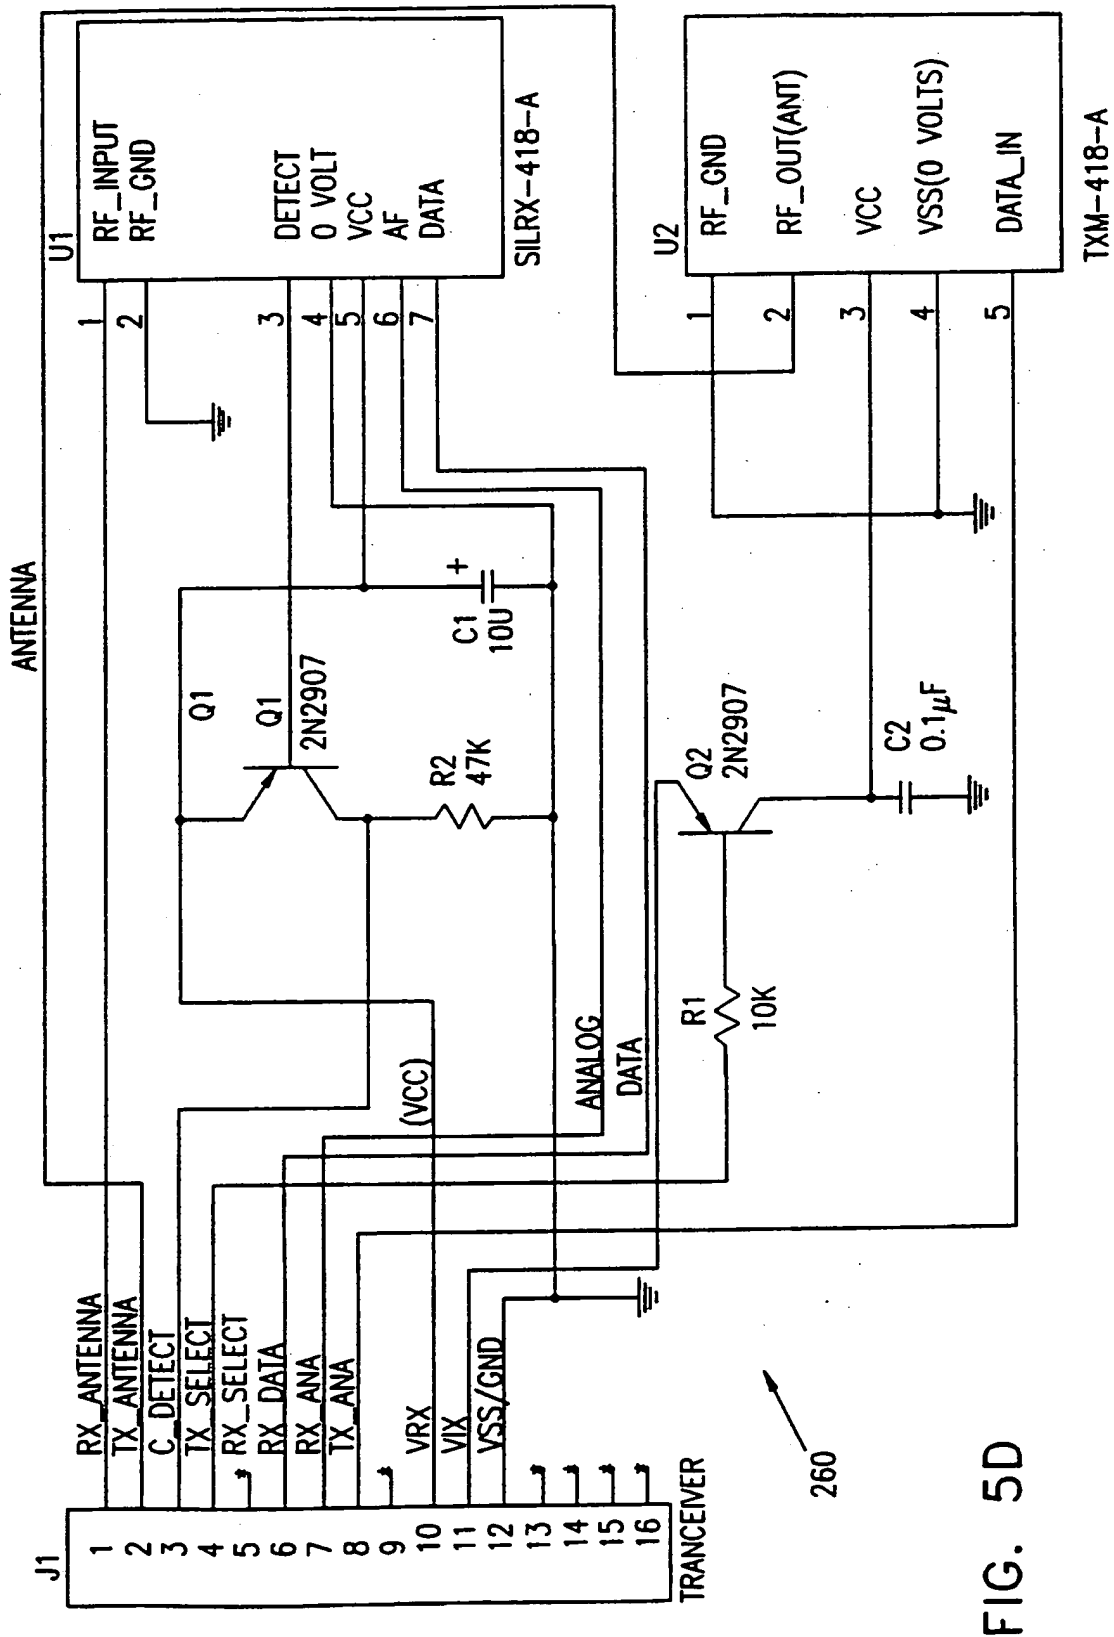 ANTENNA
U1
RF_INPUT
RF_GND
DETECT
0 VOLT
VCC
AF
DATA
SILRX-418-A
1
2
3
4
5
6
7
U2
RF_GND
RF_OUT(ANT)
VCC
VSS(0 VOLTS)
DATA_IN
TXM-418-A
1
2
3
4
5
Q1
Q1
2N2907
+
C1
10U
R2
47K
Q2
2N2907
C2
0.1µF
R1
10K
(VCC)
ANALOG
DATA
RX_ANTENNA
TX_ANTENNA
C_DETECT
TX_SELECT
RX_SELECT
RX_DATA
RX_ANA
TX_ANA
VRX
VIX
VSS/GND
J1
1
2
3
4
5
6
7
8
9
10
11
12
13
14
15
16
TRANCEIVER
260
FIG. 5D